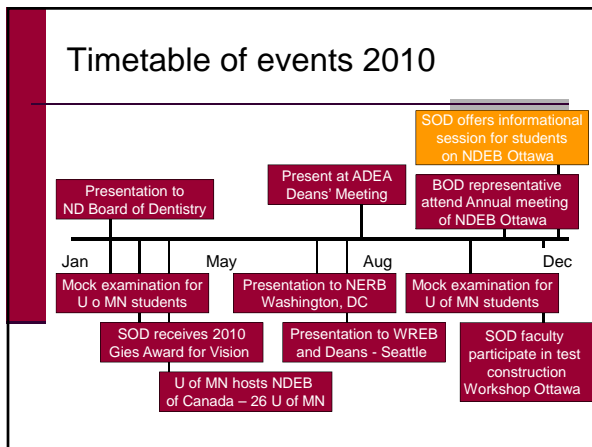 Timetable of events 2010
SOD offers informational
session for students
on NDEB Ottawa
Present at ADEA
Deans' Meeting
Presentation to
ND Board of Dentistry
BOD representative
attend Annual meeting
of NDEB Ottawa
Jan
May
Aug
Dec
Mock examination for
U o MN students
Presentation to NERB
Washington, DC
Mock examination for
U of MN students
SOD receives 2010
Gies Award for Vision
Presentation to WREB
and Deans - Seattle
SOD faculty
participate in test
construction
Workshop Ottawa
U of MN hosts NDEB
of Canada – 26 U of MN